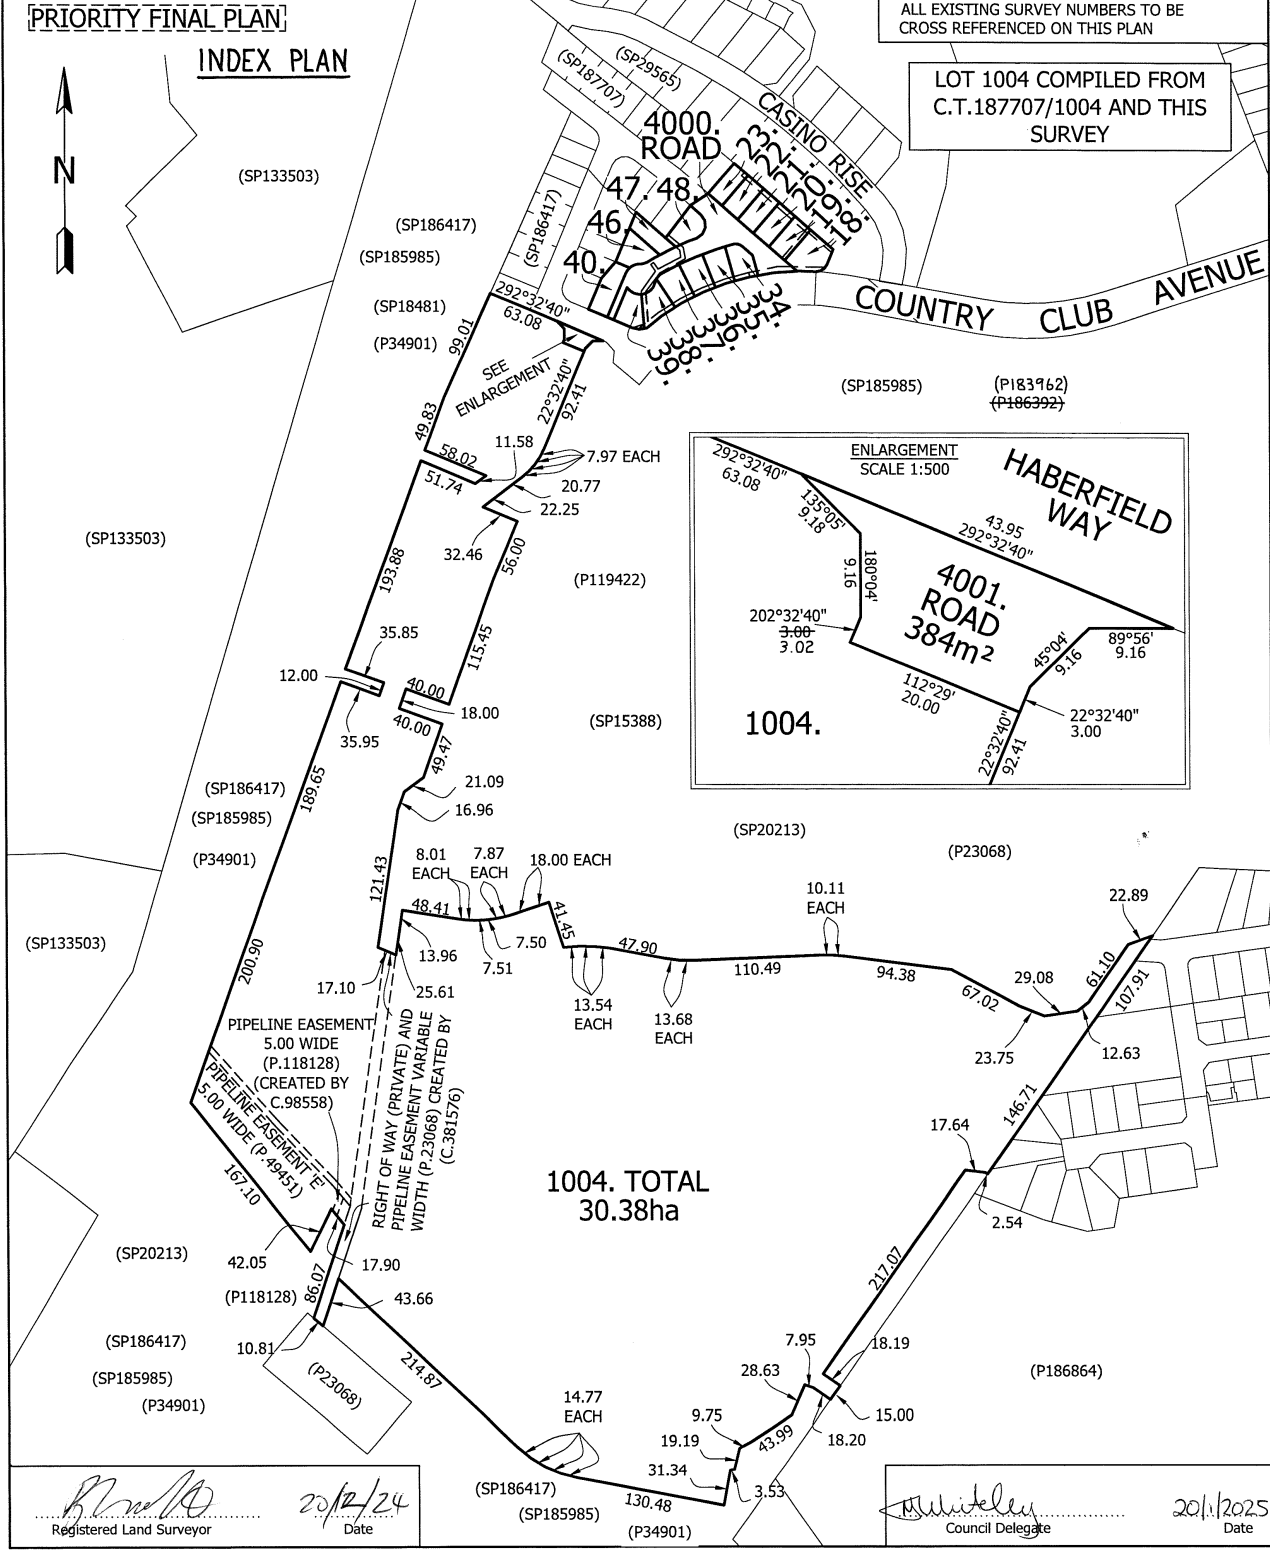 PRIORITY FINAL PLAN
INDEX PLAN
N
ALL EXISTING SURVEY NUMBERS TO BE
CROSS REFERENCED ON THIS PLAN
LOT 1004 COMPILED FROM
C.T.187707/1004 AND THIS
SURVEY
(SP29565)
(SP187707)
CASINO RISE
4000.
ROAD
23.
22.
21.
20.
19.
18.
47.
48.
46.
40.
(SP186417)
(SP133503)
(SP186417)
(SP185985)
(SP18481)
(P34901)
COUNTRY CLUB AVENUE
34.
35.
36.
37.
38.
39.
292°32'40"
63.08
99.01
SEE
ENLARGEMENT
22°32'40"
92.41
49.83
58.02
11.58
7.97 EACH
51.74
20.77
22.25
32.46
56.00
(SP185985)
(P183962)
(P186392)
ENLARGEMENT
SCALE 1:500
HABERFIELD
WAY
292°32'40"
63.08
135°05'
9.18
43.95
292°32'40"
180°04'
9.16
4001.
ROAD
384m²
202°32'40"
3.00
3.02
45°04'
9.16
89°56'
9.16
112°29'
20.00
22°32'40"
3.00
22°32'40"
92.41
1004.
(SP133503)
193.88
(P119422)
115.45
35.85
12.00
40.00
18.00
40.00
35.95
(SP15388)
49.47
189.65
21.09
16.96
(SP186417)
(SP185985)
(P34901)
(SP20213)
(P23068)
121.43
8.01
EACH
7.87
EACH
18.00 EACH
48.41
41.45
10.11
EACH
22.89
(SP133503)
200.90
13.96
7.50
7.51
47.90
110.49
94.38
29.08
61.10
107.91
17.10
25.61
13.54
EACH
13.68
EACH
67.02
23.75
12.63
PIPELINE EASEMENT
5.00 WIDE
(P.118128)
(CREATED BY
C.98558)
RIGHT OF WAY (PRIVATE) AND
PIPELINE EASEMENT VARIABLE
WIDTH (P.23068) CREATED BY
(C.381576)
PIPELINE EASEMENT 'E'
5.00 WIDE (P.49451)
146.71
17.64
2.54
167.10
1004. TOTAL
30.38ha
(SP20213)
42.05
17.90
217.07
(P118128)
86.07
43.66
(SP186417)
10.81
(SP185985)
(P34901)
(P23068)
214.87
7.95
18.19
28.63
(P186864)
14.77
EACH
9.75
15.00
19.19
43.99
18.20
31.34
3.53
(SP186417)
130.48
(SP185985)
(P34901)
20/12/24
Registered Land Surveyor
Date
20/1/2025
Council Delegate
Date